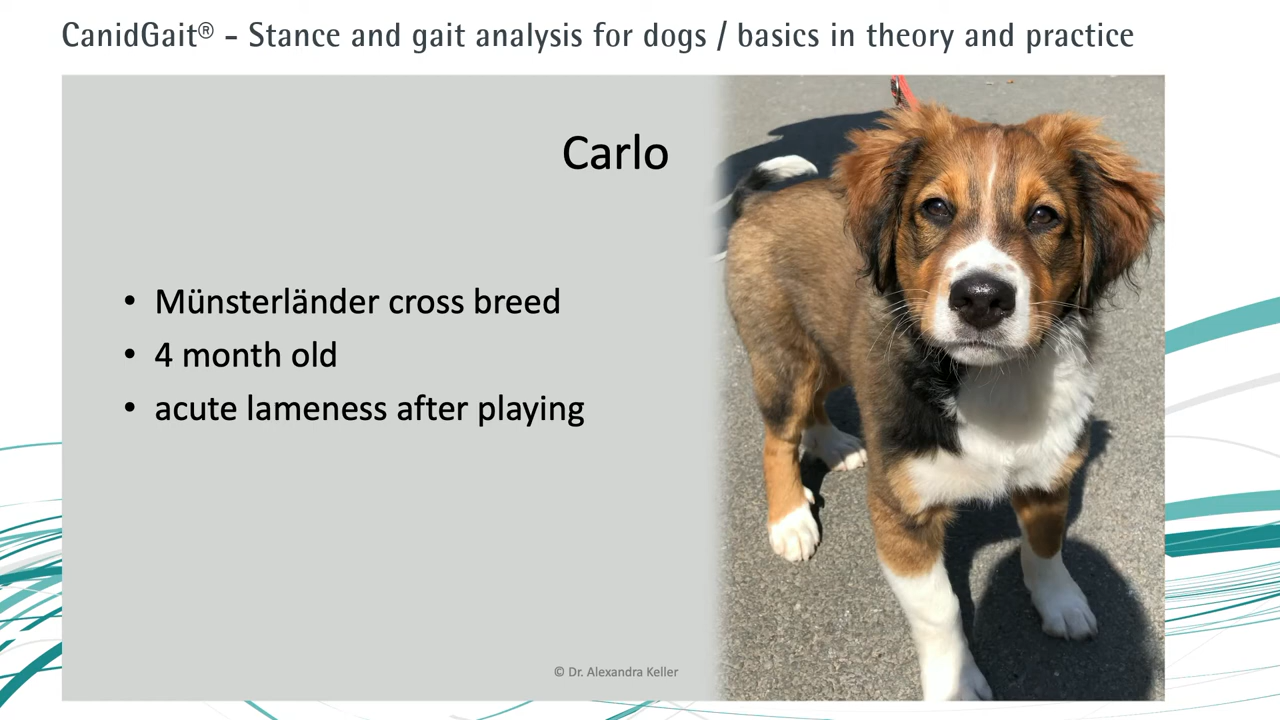 CanidGait® - Stance and gait analysis for dogs / basics in theory and practice
Carlo
• Münsterländer cross breed
• 4 month old
• acute lameness after playing
© Dr. Alexandra Keller